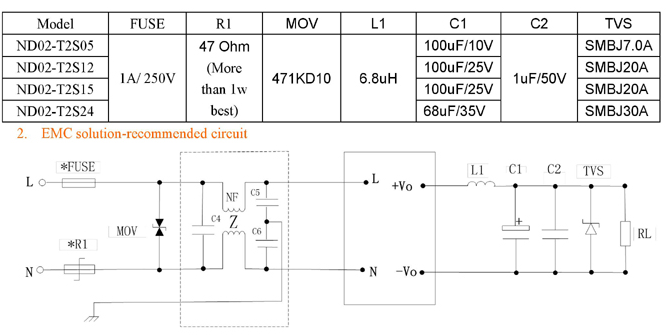 Model FUSE R1 MOV L1 C1 C2 TVS
ND02-T2S05 47 Ohm 100uF/10V SMBJ7.0A
ND02-T2S12 (More 100uF/25V SMBJ20A
1A/ 250V 471KD10 6.8uH 1uF/50V
ND02-T2S15 than 1w 100uF/25V SMBJ20A
ND02-T2S24 best) 68uF/35V SMBJ30A
2. EMC solution-recommended circuit
*FUSE
L NF C5 L +Vo L1 C1 C2 TVS
MOV C4 Z C6 + RL
*R1
N N -Vo